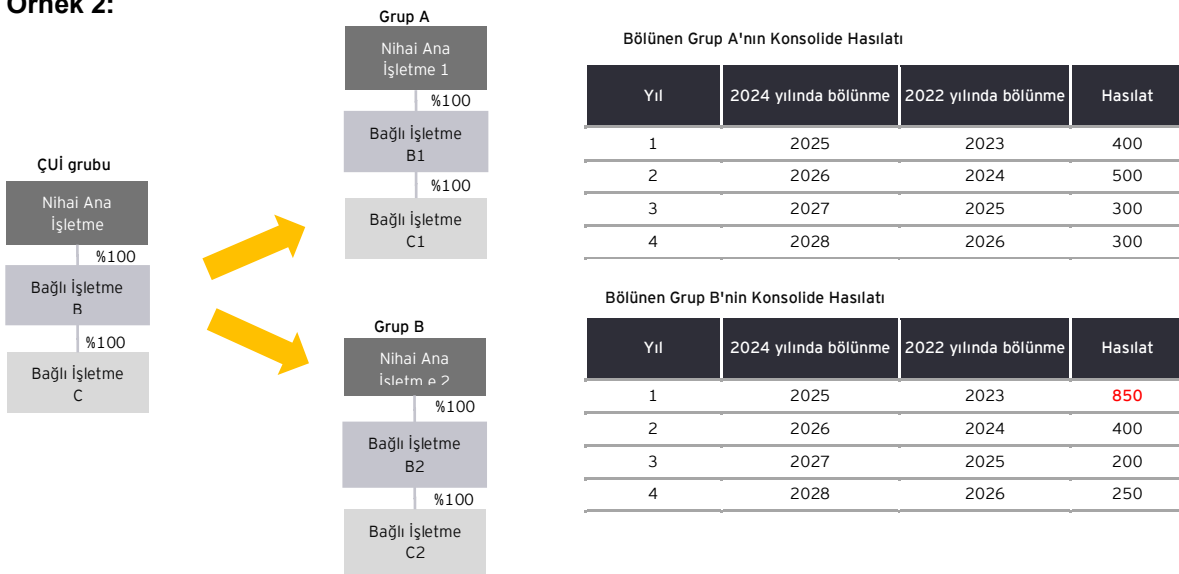 Örnek 2:
ÇUİ grubu
Nihai Ana
İşletme
%100
Bağlı İşletme
B
%100
Bağlı İşletme
C
Grup A
Nihai Ana
İşletme 1
%100
Bağlı İşletme
B1
%100
Bağlı İşletme
C1
Grup B
Nihai Ana
İşletm e 2
%100
Bağlı İşletme
B2
%100
Bağlı İşletme
C2
Bölünen Grup A'nın Konsolide Hasılatı
Yıl 2024 yılında bölünme 2022 yılında bölünme Hasılat
1 2025 2023 400
2 2026 2024 500
3 2027 2025 300
4 2028 2026 300
Bölünen Grup B'nin Konsolide Hasılatı
Yıl 2024 yılında bölünme 2022 yılında bölünme Hasılat
1 2025 2023 850
2 2026 2024 400
3 2027 2025 200
4 2028 2026 250